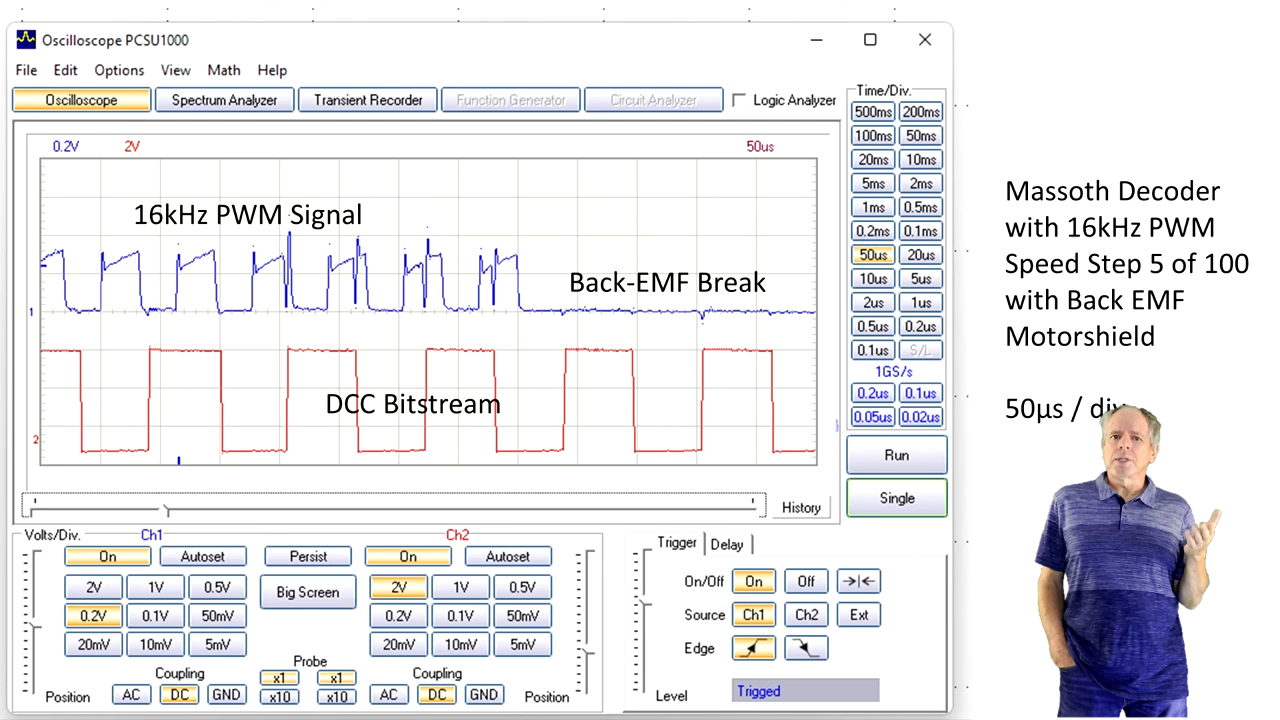 Oscilloscope PCSU1000
File Edit Options View Math Help
Oscilloscope Spectrum Analyzer Transient Recorder Function Generator Circuit Analyzer Logic Analyzer
0.2V 2V 50us
16kHz PWM Signal
Back-EMF Break
DCC Bitstream
1
2
Time/Div.
500ms 200ms
100ms 50ms
20ms 10ms
5ms 2ms
1ms 0.5ms
0.2ms 0.1ms
50us 20us
10us 5us
2us 1us
0.5us 0.2us
0.1us S/L
1GS/s
0.2us 0.1us
0.05us 0.02us
Run
Single
History
Volts/Div. Ch1 Ch2
On Autoset Persist On Autoset
2V 1V 0.5V Big Screen 2V 1V 0.5V
0.2V 0.1V 50mV 0.2V 0.1V 50mV
20mV 10mV 5mV 20mV 10mV 5mV
Coupling Probe Coupling
x1 x1
Position AC DC GND x10 x10 AC DC GND Position
Trigger Delay
On/Off On Off
Source Ch1 Ch2 Ext
Edge
Level Trigged
Massoth Decoder
with 16kHz PWM
Speed Step 5 of 100
with Back EMF
Motorshield
50µs / div